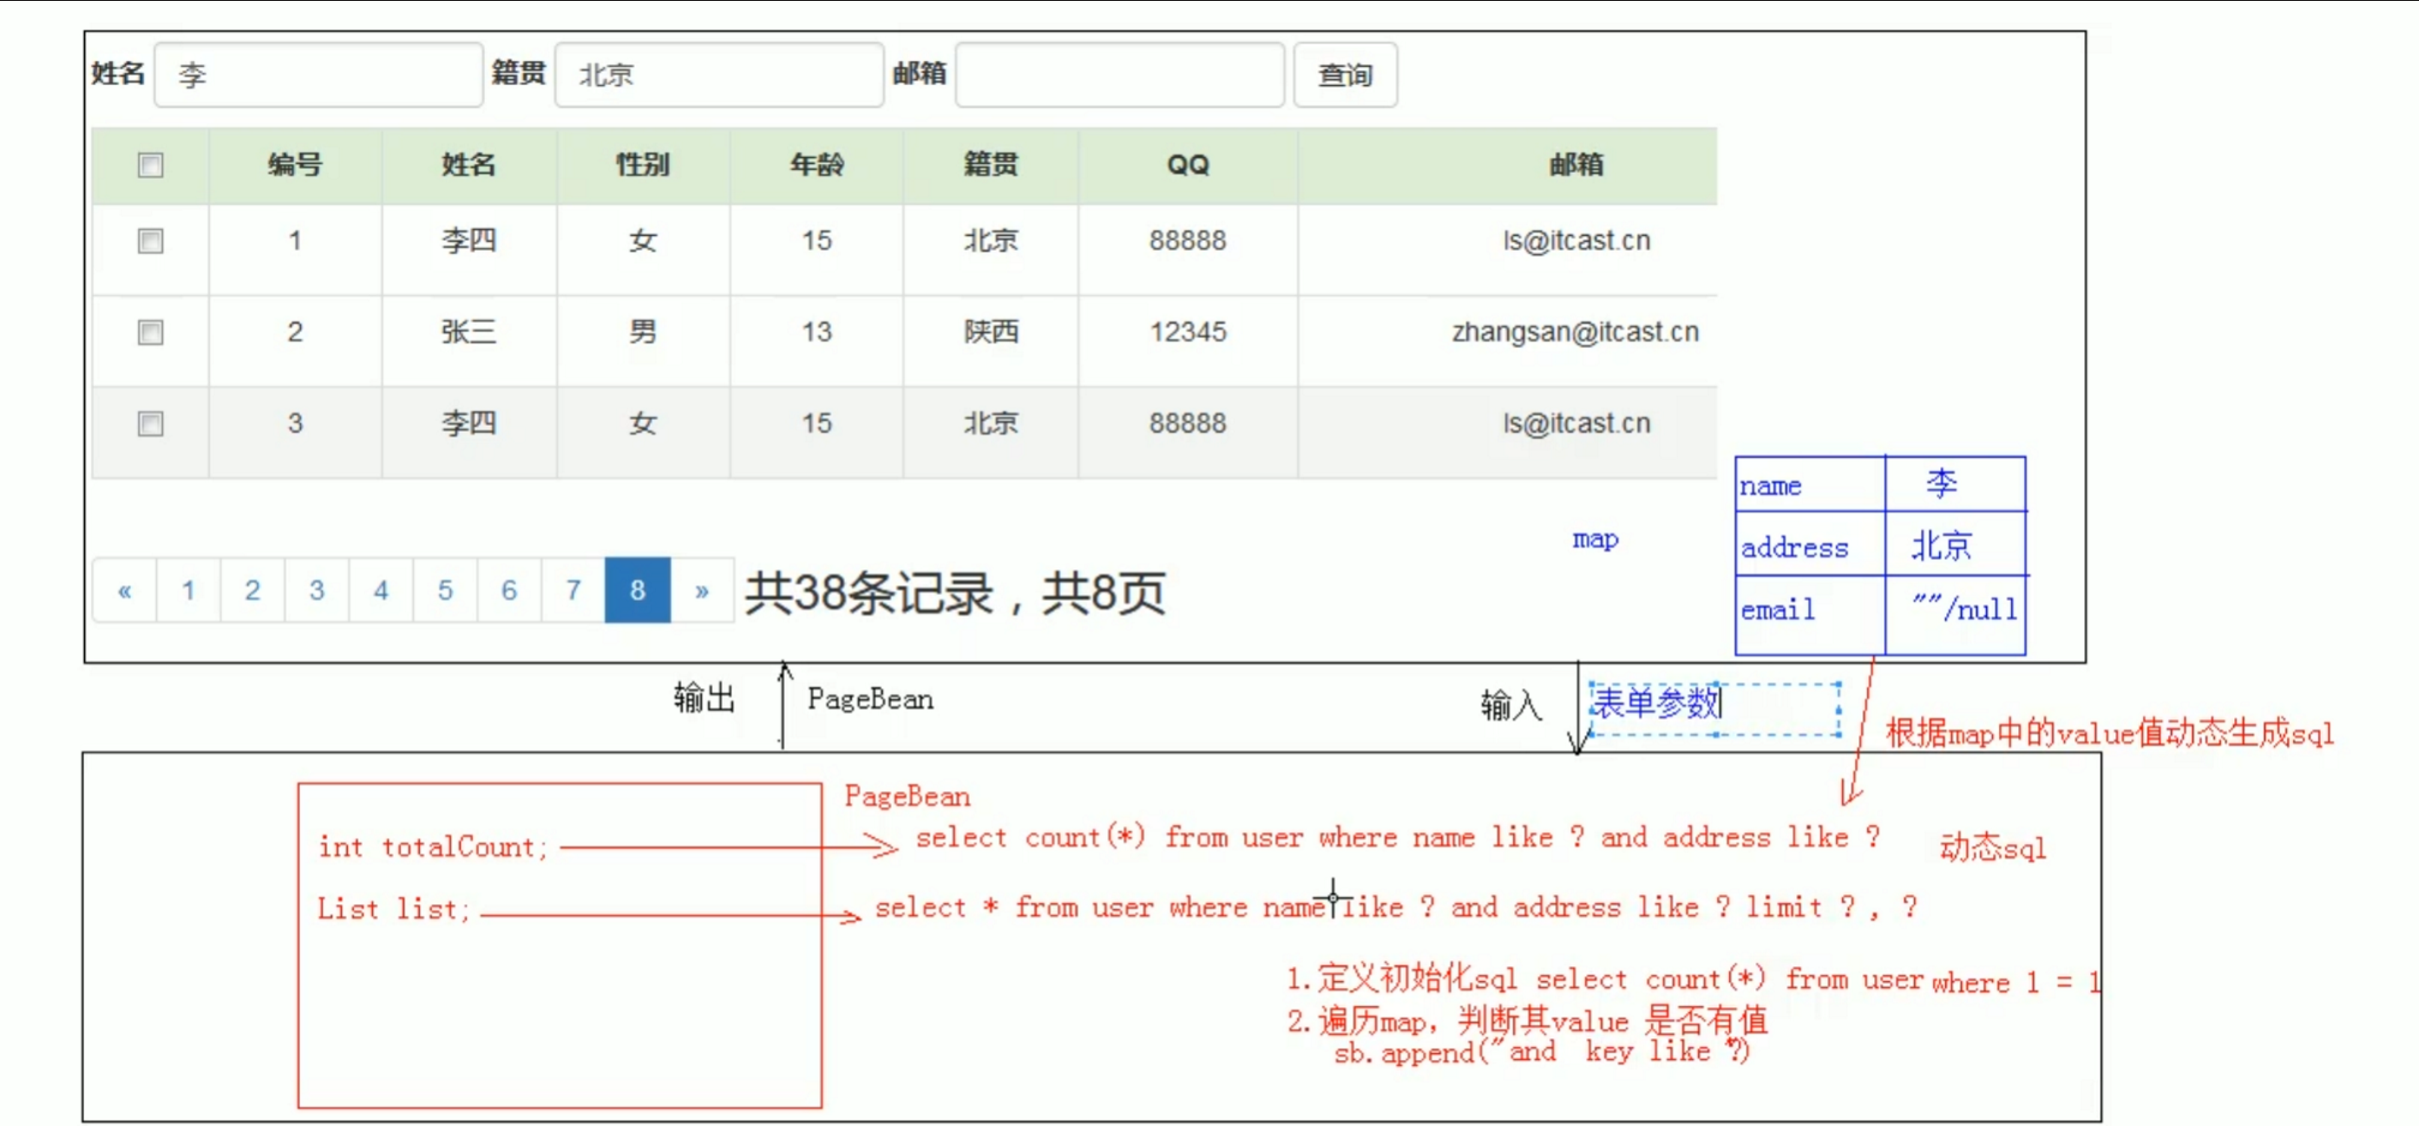 姓名 李 籍贯 北京 邮箱 查询
编号 姓名 性别 年龄 籍贯 QQ 邮箱
1 李四 女 15 北京 88888 ls@itcast.cn
2 张三 男 13 陕西 12345 zhangsan@itcast.cn
3 李四 女 15 北京 88888 ls@itcast.cn
map
name 李
address 北京
email ""/null
« 1 2 3 4 5 6 7 8 » 共38条记录，共8页
输出 PageBean 输入 表单参数
根据map中的value值动态生成sql
PageBean
int totalCount; select count(*) from user where name like ? and address like ? 动态sql
List list; select * from user where name like ? and address like ? limit ? , ?
1.定义初始化sql select count(*) from user where 1 = 1
2.遍历map，判断其value 是否有值
sb.append("and key like ?")